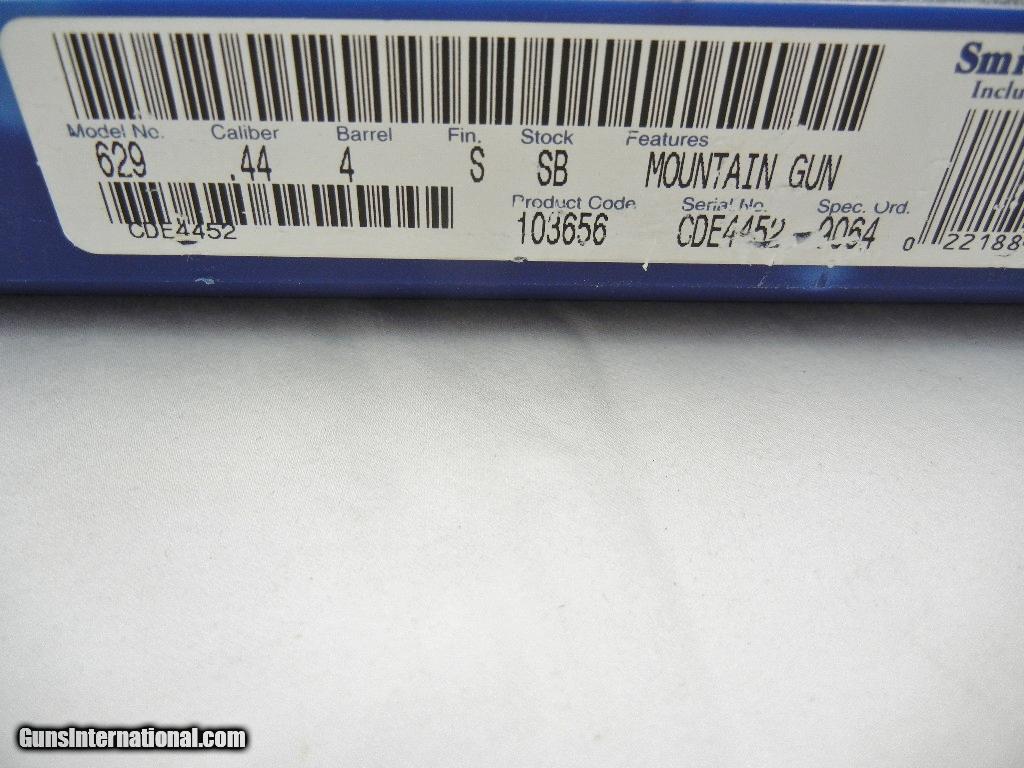 Smi
Inclu
Model No. Caliber Barrel Fin. Stock Features
629 .44 4 S SB MOUNTAIN GUN
Product Code Serial No. Spec. Ord.
CDE4452 103656 CDE4452 0 22188
GunsInternational.com